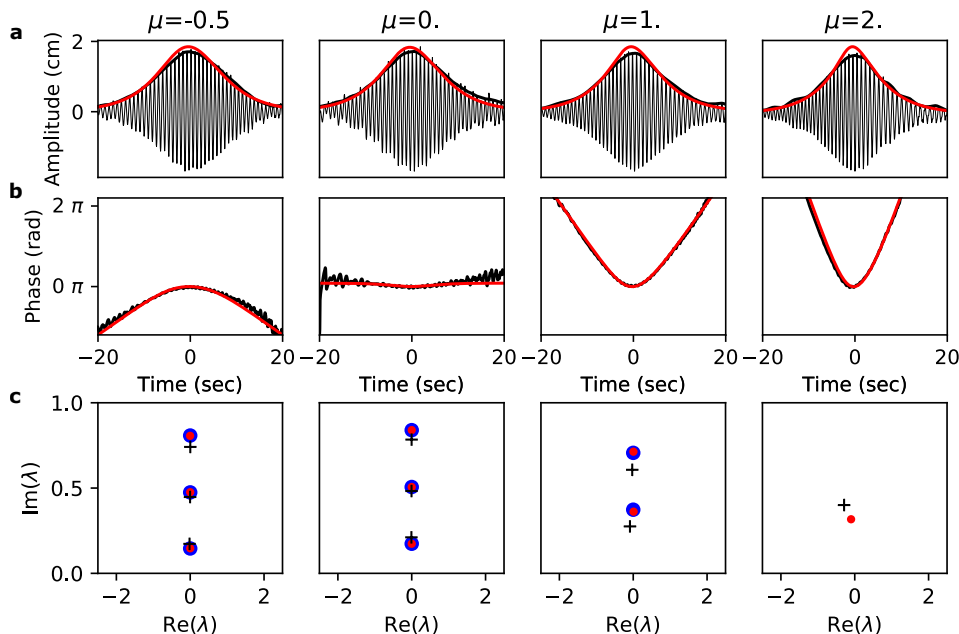 μ=-0.5 μ=0. μ=1. μ=2.
a
Amplitude (cm)
2
0
b
Phase (rad)
2 π
0 π
−20 0 20 −20 0 20 −20 0 20 −20 0 20
Time (sec) Time (sec) Time (sec) Time (sec)
c
Im(λ)
1.0
0.5
0.0
−2 0 2 −2 0 2 −2 0 2 −2 0 2
Re(λ) Re(λ) Re(λ) Re(λ)